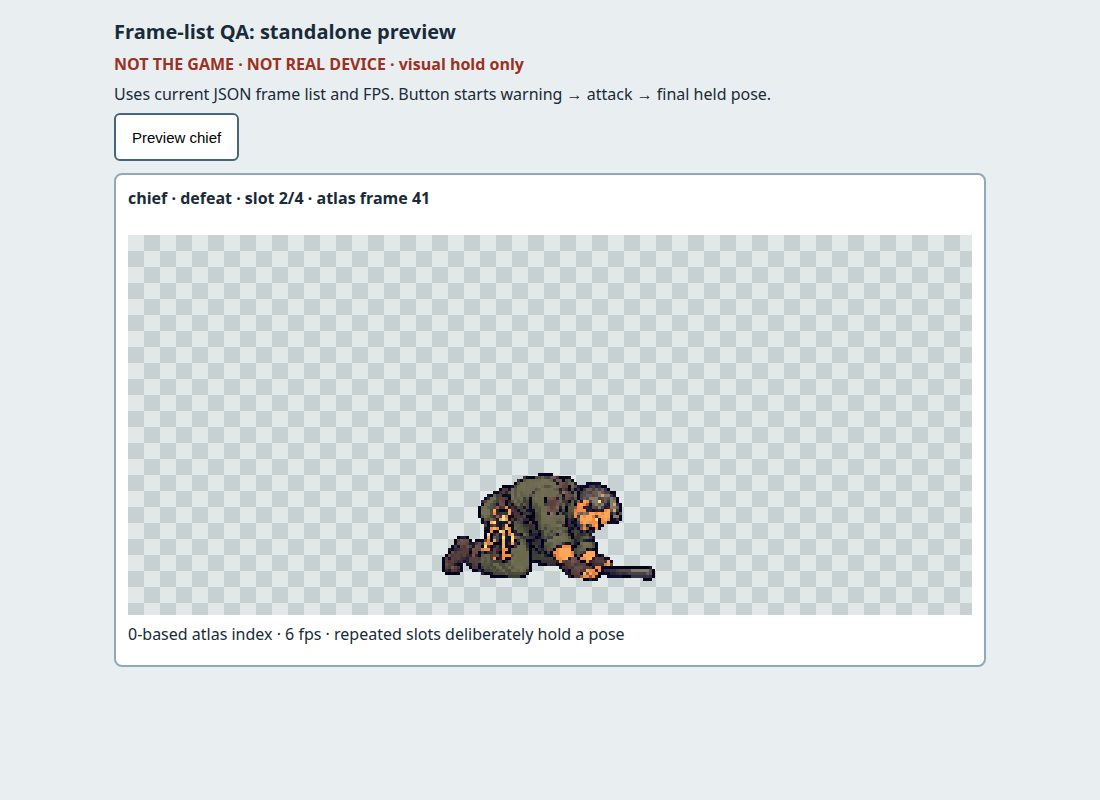 Frame-list QA: standalone preview
NOT THE GAME · NOT REAL DEVICE · visual hold only
Uses current JSON frame list and FPS. Button starts warning → attack → final held pose.
Preview chief
chief · defeat · slot 2/4 · atlas frame 41
0-based atlas index · 6 fps · repeated slots deliberately hold a pose